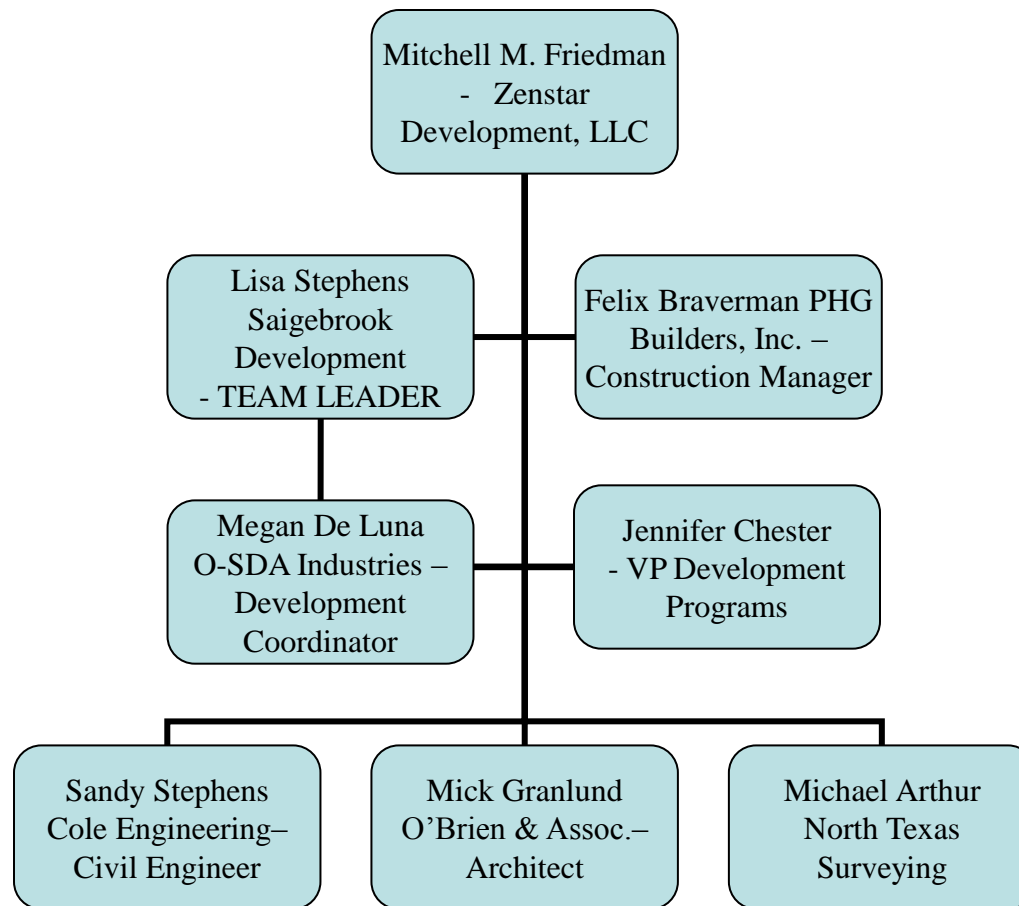 Mitchell M. Friedman
- Zenstar
Development, LLC
Lisa Stephens
Saigebrook
Development
- TEAM LEADER
Felix Braverman PHG
Builders, Inc. –
Construction Manager
Megan De Luna
O-SDA Industries –
Development
Coordinator
Jennifer Chester
- VP Development
Programs
Sandy Stephens
Cole Engineering–
Civil Engineer
Mick Granlund
O’Brien & Assoc.–
Architect
Michael Arthur
North Texas
Surveying